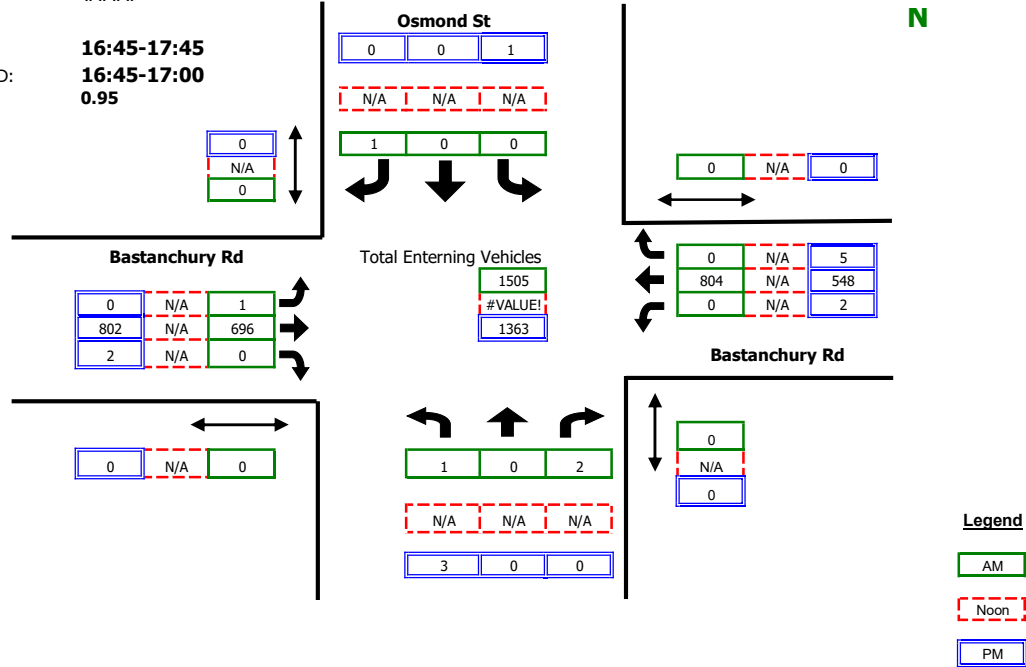 Osmond St
N
16:45-17:45
0 0 1
D: 16:45-17:00
0.95
N/A N/A N/A
0
N/A
0
1 0 0
0 N/A 0
Bastanchury Rd
Total Enterning Vehicles
0 N/A 5
1505
804 N/A 548
0 N/A 1
#VALUE!
0 N/A 2
802 N/A 696
1363
2 N/A 0
Bastanchury Rd
0 N/A 0
1 0 2
0
N/A
0
N/A N/A N/A
Legend
3 0 0
AM
Noon
PM